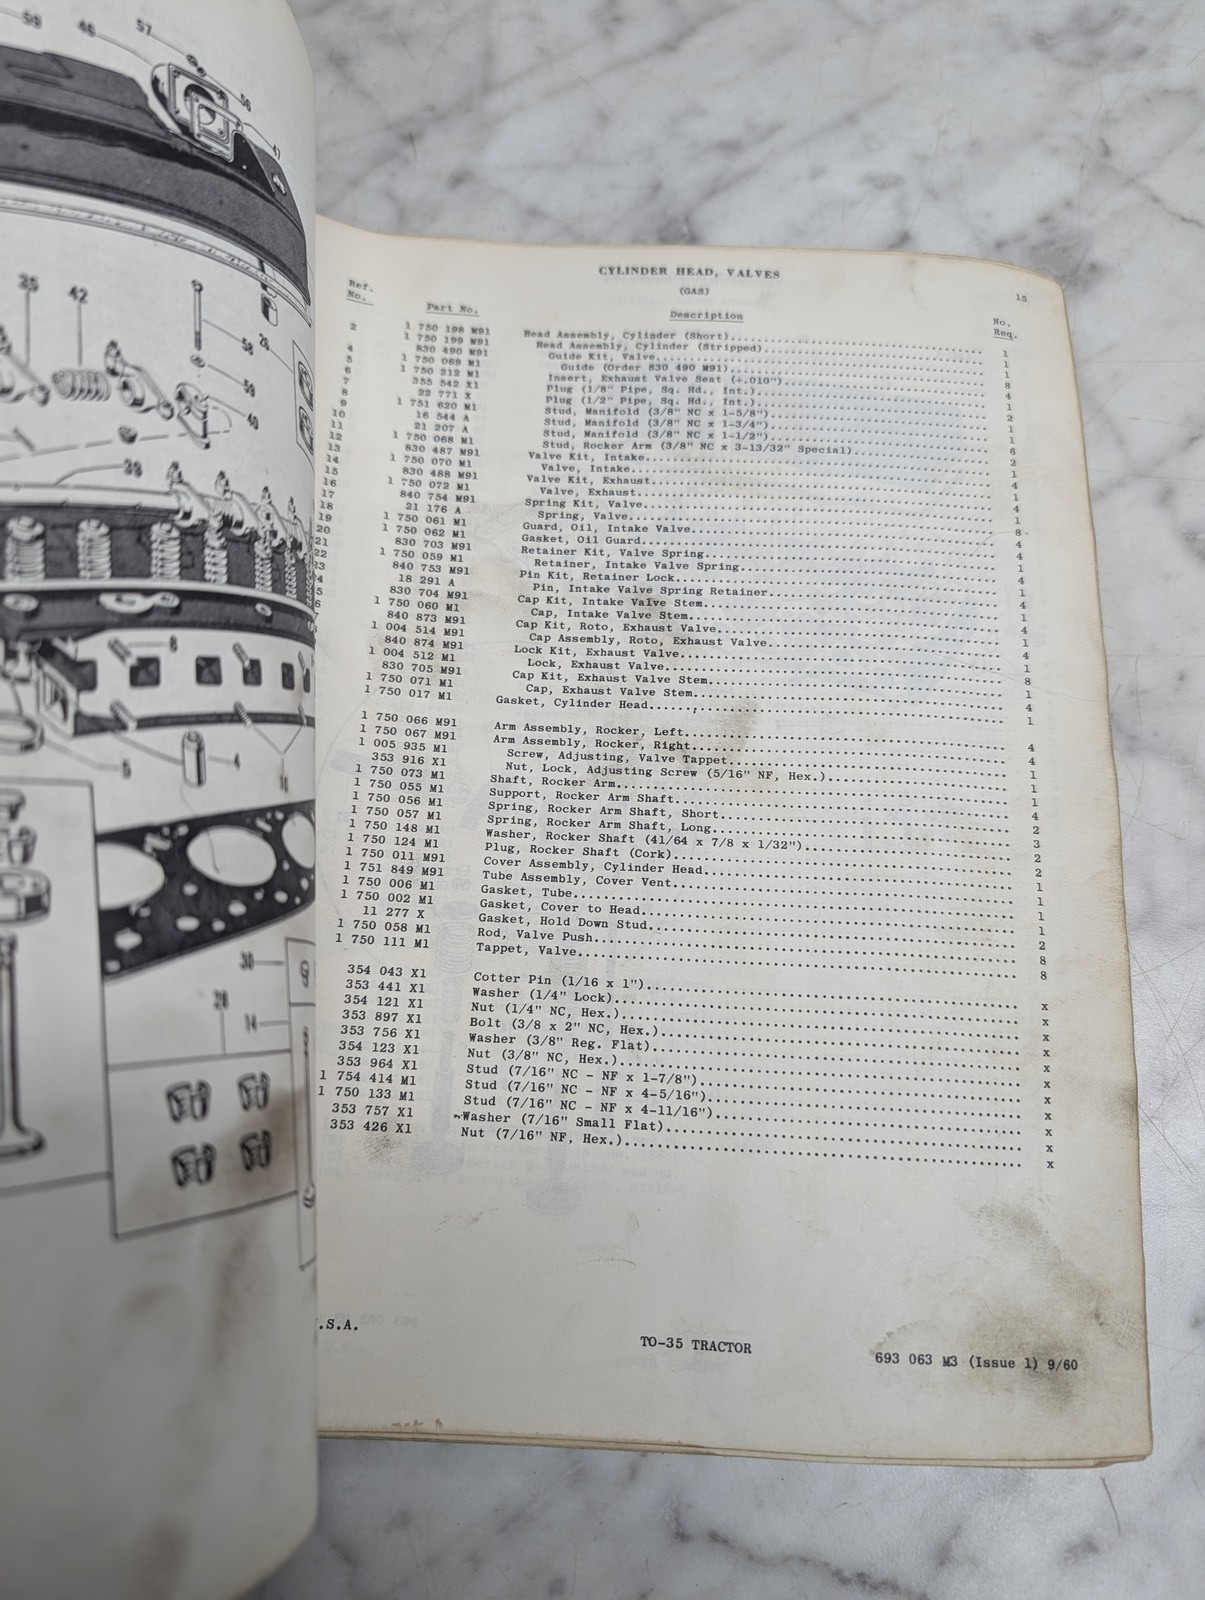 59
46
57
56
47
25
42
58
26
59
40
39
8
5
4
10
30
28
14
CYLINDER HEAD, VALVES
15
(GAS)
Ref. No. Part No. Description No. Req.
2 1 750 198 M91 Head Assembly, Cylinder (Short) 1
1 750 199 M91 Head Assembly, Cylinder (Stripped) 1
4 830 490 M91 Guide Kit, Valve 1
5 1 750 069 M1 Guide (Order 830 490 M91) 8
6 1 750 212 M1 Insert, Exhaust Valve Seat (+.010") 4
7 355 542 X1 Plug (1/8" Pipe, Sq. Hd., Int.) 1
8 22 771 X Plug (1/2" Pipe, Sq. Hd., Int.) 2
9 1 751 620 M1 Stud, Manifold (3/8" NC x 1-5/8") 1
10 16 544 A Stud, Manifold (3/8" NC x 1-3/4") 1
11 21 207 A Stud, Manifold (3/8" NC x 1-1/2") 6
12 1 750 068 M1 Stud, Rocker Arm (3/8" NC x 3-13/32" Special) 2
13 830 487 M91 Valve Kit, Intake 1
14 1 750 070 M1 Valve, Intake 4
15 830 488 M91 Valve Kit, Exhaust 1
16 1 750 072 M1 Valve, Exhaust 4
17 840 754 M91 Spring Kit, Valve 1
18 21 176 A Spring, Valve 8
19 1 750 061 M1 Guard, Oil, Intake Valve 4
20 1 750 062 M1 Gasket, Oil Guard 4
21 830 703 M91 Retainer Kit, Valve Spring 1
22 1 750 059 M1 Retainer, Intake Valve Spring 4
840 753 M91 Pin Kit, Retainer Lock 1
18 291 A Pin, Intake Valve Spring Retainer 4
830 704 M91 Cap Kit, Intake Valve Stem 1
1 750 060 M1 Cap, Intake Valve Stem 4
840 873 M91 Cap Kit, Roto, Exhaust Valve 1
1 004 514 M91 Cap Assembly, Roto, Exhaust Valve 4
840 874 M91 Lock Kit, Exhaust Valve 1
1 004 512 M1 Lock, Exhaust Valve 8
830 705 M91 Cap Kit, Exhaust Valve Stem 1
1 750 071 M1 Cap, Exhaust Valve Stem 4
1 750 017 M1 Gasket, Cylinder Head 1
1 750 066 M91 Arm Assembly, Rocker, Left 4
1 750 067 M91 Arm Assembly, Rocker, Right 4
1 005 935 M1 Screw, Adjusting, Valve Tappet 1
353 916 X1 Nut, Lock, Adjusting Screw (5/16" NF, Hex.) 1
1 750 073 M1 Shaft, Rocker Arm 1
1 750 055 M1 Support, Rocker Arm Shaft 4
1 750 056 M1 Spring, Rocker Arm Shaft, Short 2
1 750 057 M1 Spring, Rocker Arm Shaft, Long 3
1 750 148 M1 Washer, Rocker Shaft (41/64 x 7/8 x 1/32") 2
1 750 124 M1 Plug, Rocker Shaft (Cork) 2
1 750 011 M91 Cover Assembly, Cylinder Head 1
1 751 849 M91 Tube Assembly, Cover Vent 1
1 750 006 M1 Gasket, Tube 1
1 750 002 M1 Gasket, Cover to Head 1
11 277 X Gasket, Hold Down Stud 2
1 750 058 M1 Rod, Valve Push 8
1 750 111 M1 Tappet, Valve 8
354 043 X1 Cotter Pin (1/16 x 1") x
353 441 X1 Washer (1/4" Lock) x
354 121 X1 Nut (1/4" NC, Hex.) x
353 897 X1 Bolt (3/8 x 2" NC, Hex.) x
353 756 X1 Washer (3/8" Reg. Flat) x
354 123 X1 Nut (3/8" NC, Hex.) x
353 964 X1 Stud (7/16" NC - NF x 1-7/8") x
1 754 414 M1 Stud (7/16" NC - NF x 4-5/16") x
1 750 133 M1 Stud (7/16" NC - NF x 4-11/16") x
353 757 X1 Washer (7/16" Small Flat) x
353 426 X1 Nut (7/16" NF, Hex.) x
.S.A.
TO-35 TRACTOR
693 063 M3 (Issue 1) 9/60